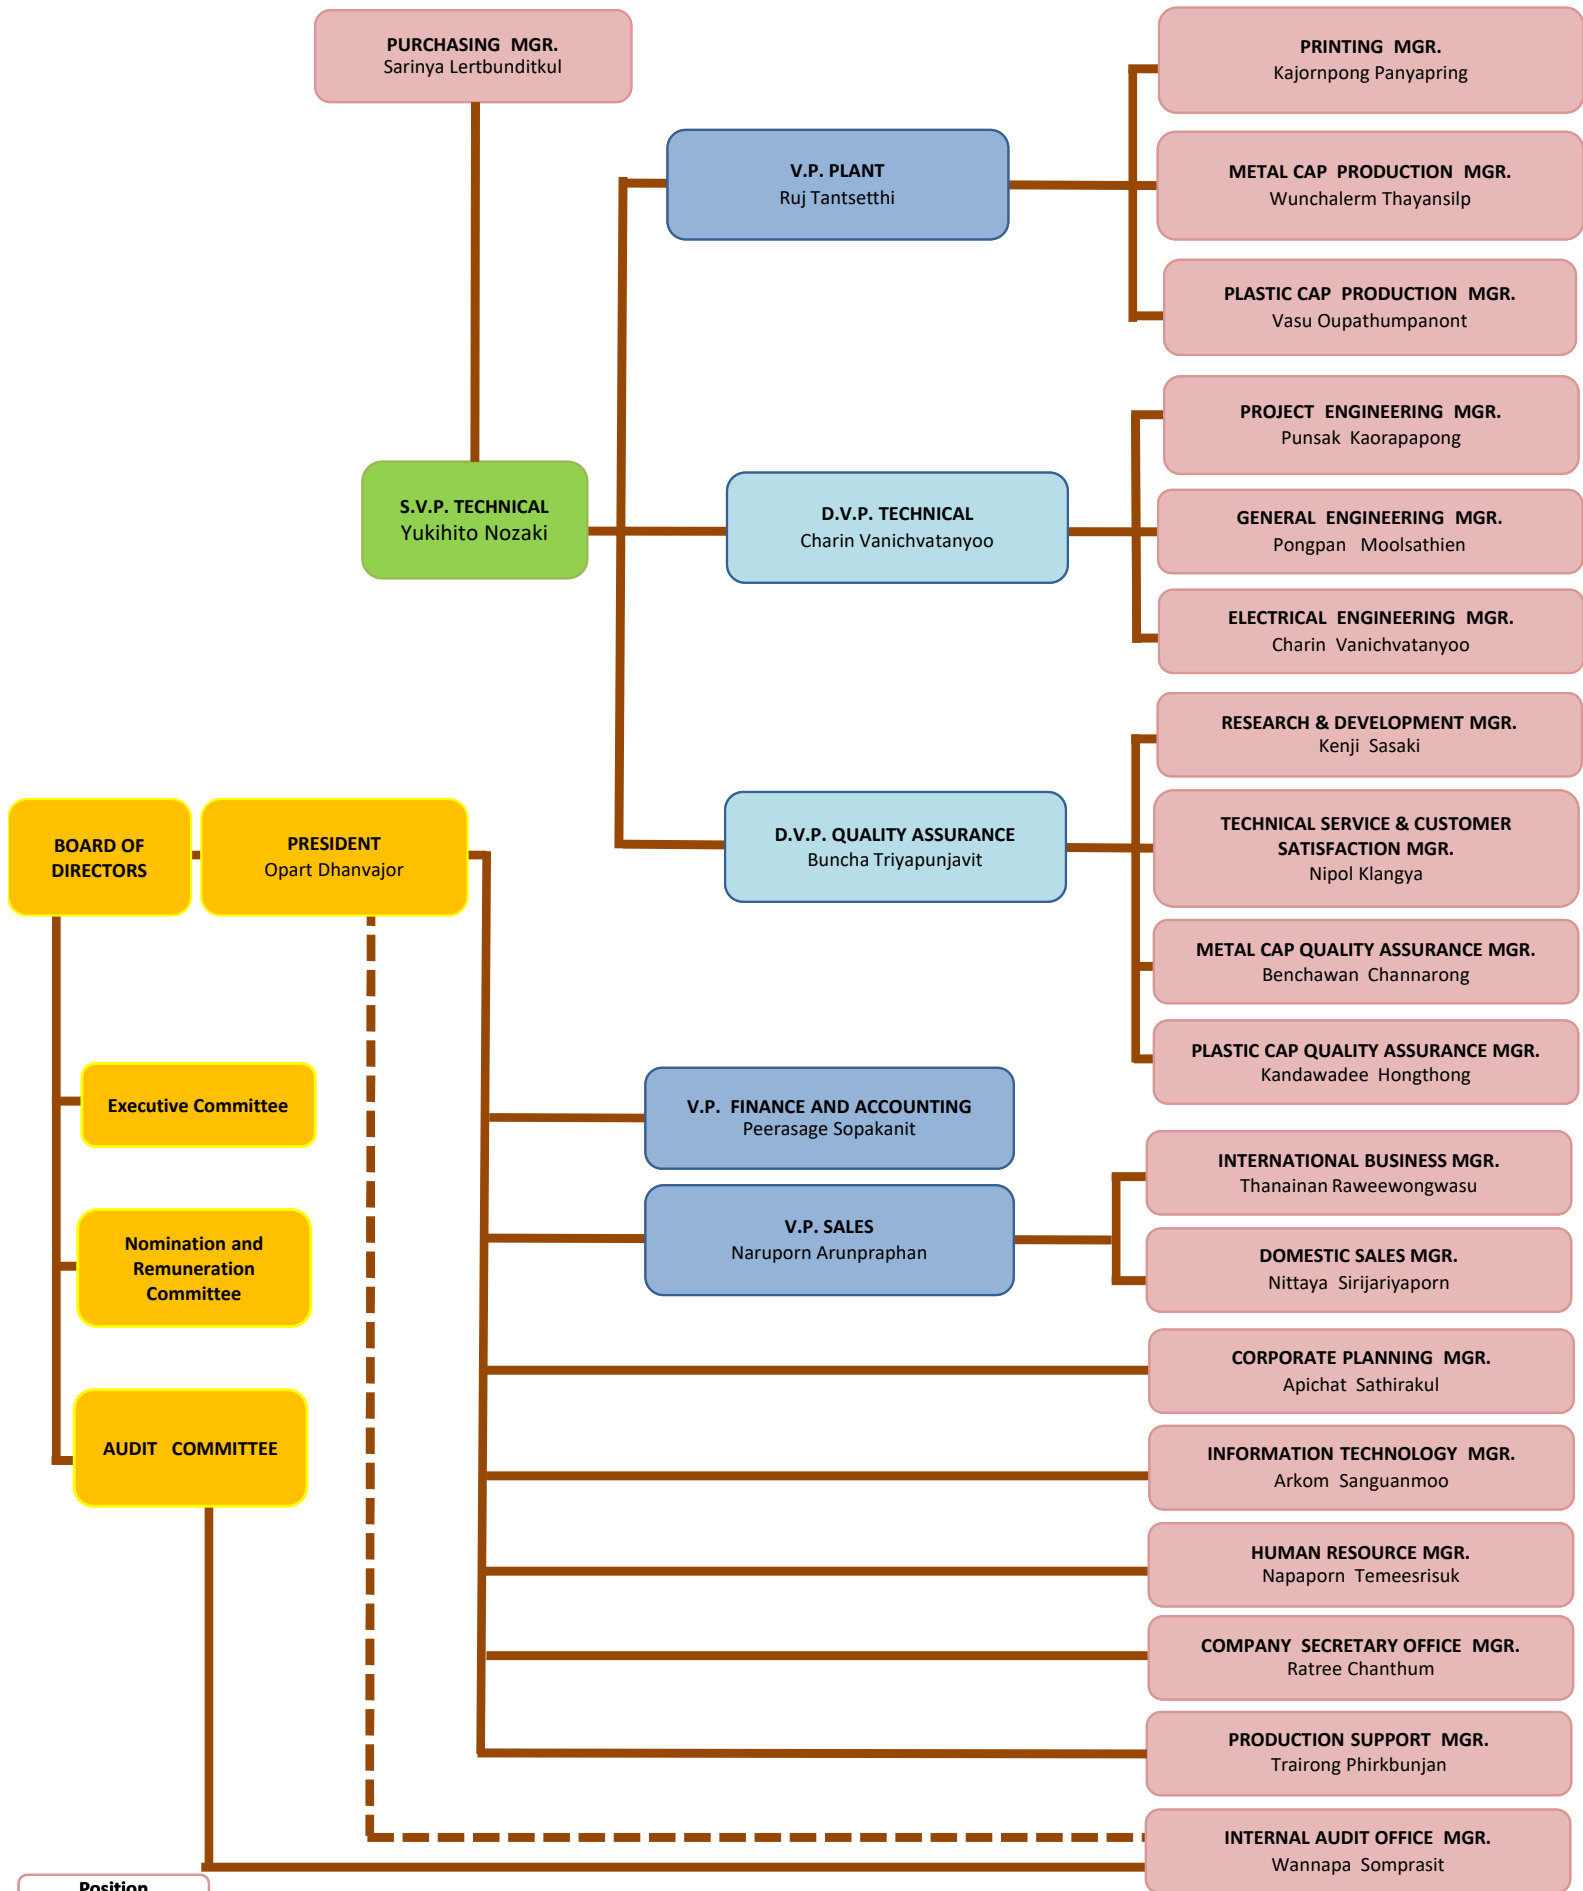 PURCHASING MGR.
Sarinya Lertbunditkul
PRINTING MGR.
Kajornpong Panyapring
V.P. PLANT
Ruj Tantsetthi
METAL CAP PRODUCTION MGR.
Wunchalerm Thayansilp
PLASTIC CAP PRODUCTION MGR.
Vasu Oupathumpanont
PROJECT ENGINEERING MGR.
Punsak Kaorapapong
S.V.P. TECHNICAL
Yukihito Nozaki
D.V.P. TECHNICAL
Charin Vanichvatanyoo
GENERAL ENGINEERING MGR.
Pongpan Moolsathien
ELECTRICAL ENGINEERING MGR.
Charin Vanichvatanyoo
RESEARCH & DEVELOPMENT MGR.
Kenji Sasaki
BOARD OF
DIRECTORS
PRESIDENT
Opart Dhanvajor
D.V.P. QUALITY ASSURANCE
Buncha Triyapunjavit
TECHNICAL SERVICE & CUSTOMER
SATISFACTION MGR.
Nipol Klangya
METAL CAP QUALITY ASSURANCE MGR.
Benchawan Channarong
PLASTIC CAP QUALITY ASSURANCE MGR.
Kandawadee Hongthong
Executive Committee
V.P. FINANCE AND ACCOUNTING
Peerasage Sopakanit
INTERNATIONAL BUSINESS MGR.
Thanainan Raweewongwasu
Nomination and
Remuneration
Committee
V.P. SALES
Naruporn Arunpraphan
DOMESTIC SALES MGR.
Nittaya Sirijariyaporn
CORPORATE PLANNING MGR.
Apichat Sathirakul
AUDIT COMMITTEE
INFORMATION TECHNOLOGY MGR.
Arkom Sanguanmoo
HUMAN RESOURCE MGR.
Napaporn Temeesrisuk
COMPANY SECRETARY OFFICE MGR.
Ratree Chanthum
PRODUCTION SUPPORT MGR.
Trairong Phirkbunjan
INTERNAL AUDIT OFFICE MGR.
Wannapa Somprasit
Position